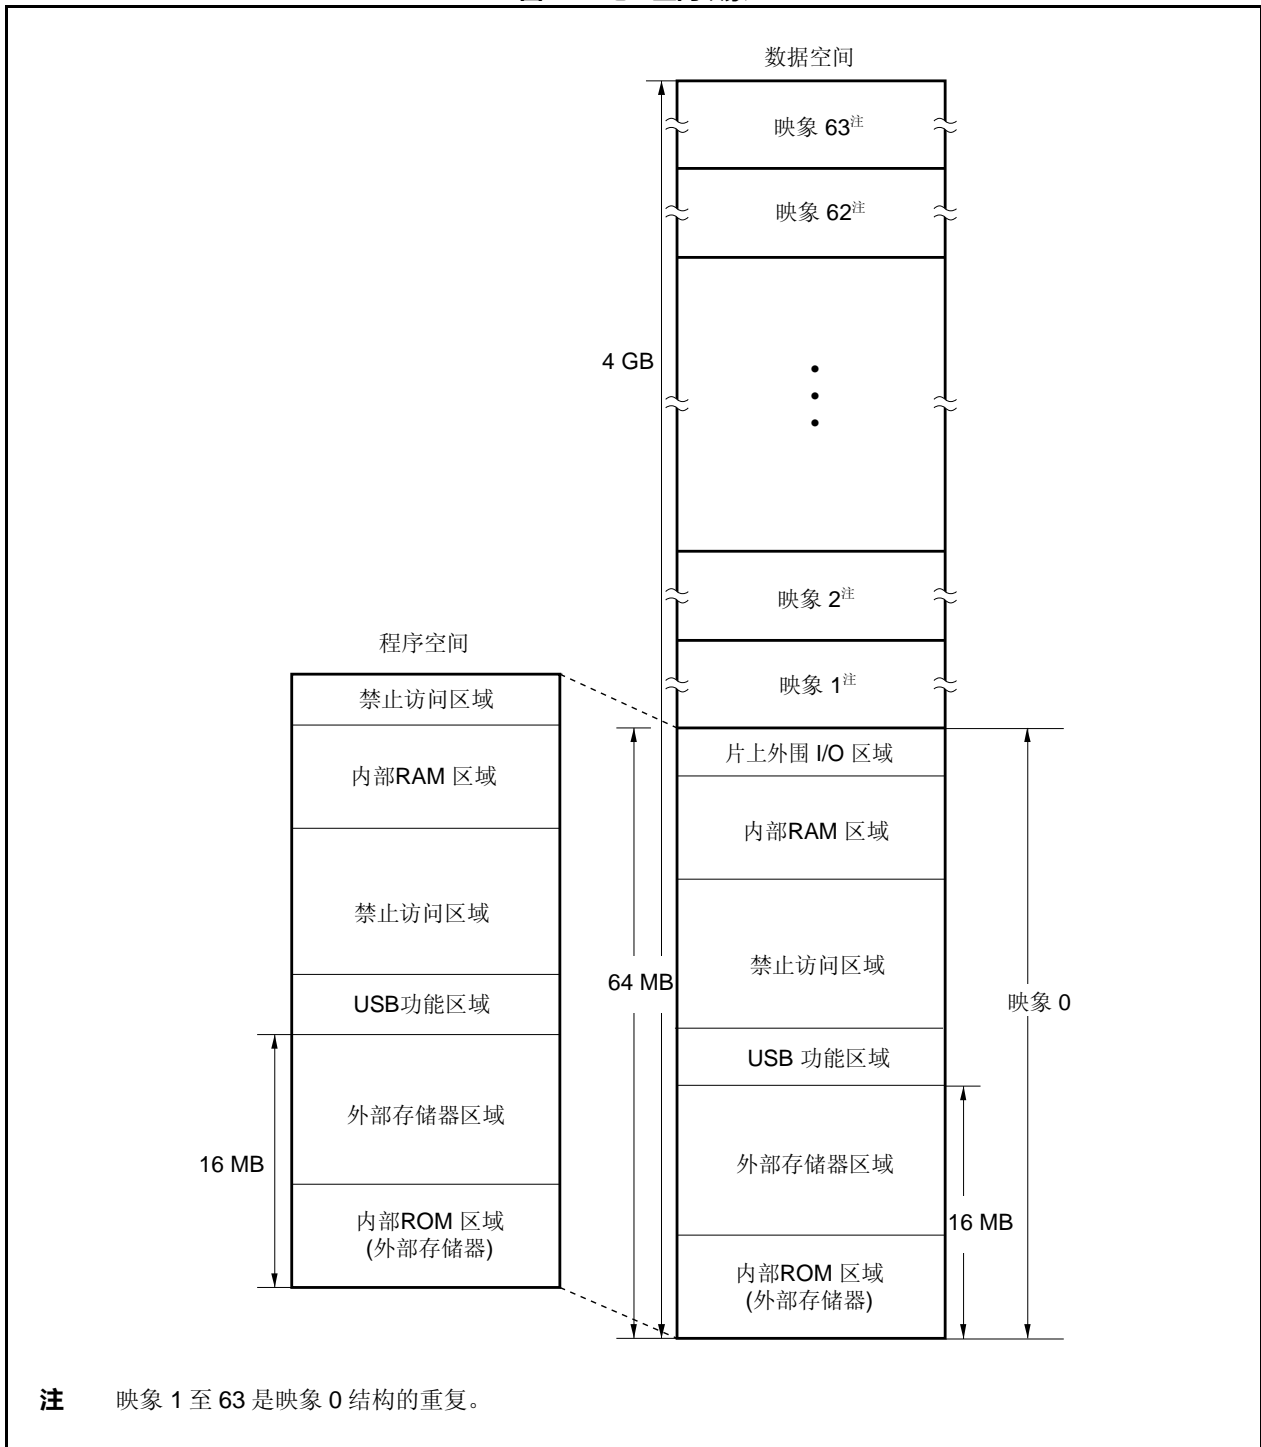 数据空间
映象 63注
映象 62注
4 GB
映象 2注
程序空间
映象 1注
禁止访问区域
片上外围 I/O 区域
内部RAM 区域
内部RAM 区域
禁止访问区域
禁止访问区域
64 MB
映象 0
USB功能区域
USB 功能区域
外部存储器区域
16 MB
外部存储器区域
16 MB
内部ROM 区域
(外部存储器)
内部ROM 区域
(外部存储器)
注 映象 1 至 63 是映象 0 结构的重复。